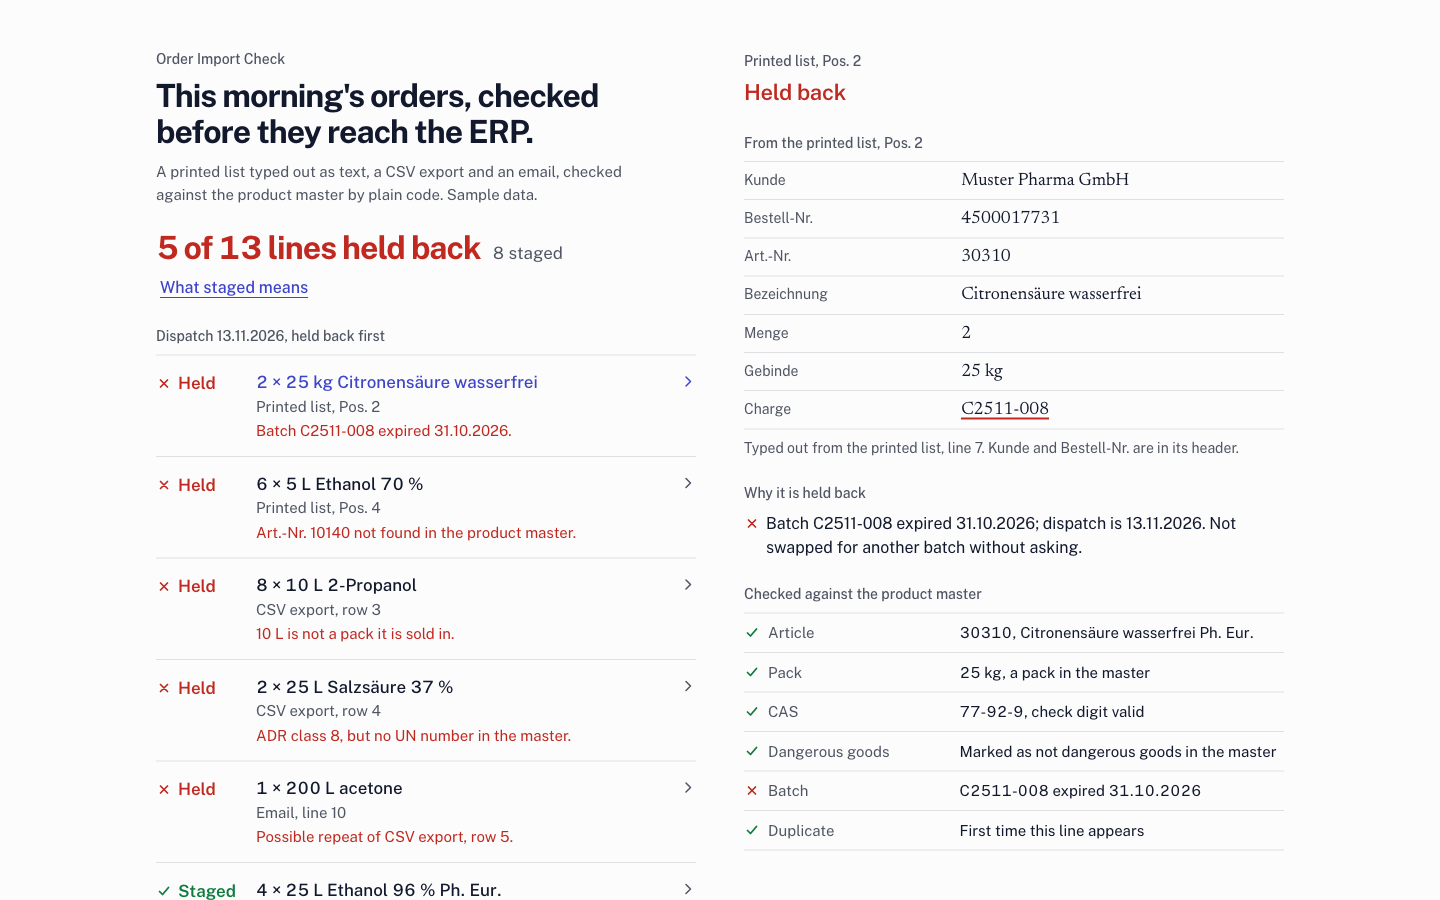 Order Import Check
This morning's orders, checked
before they reach the ERP.
A printed list typed out as text, a CSV export and an email, checked
against the product master by plain code. Sample data.
5 of 13 lines held back 8 staged
What staged means
Dispatch 13.11.2026, held back first
× Held 2 × 25 kg Citronensäure wasserfrei
Printed list, Pos. 2
Batch C2511-008 expired 31.10.2026.
× Held 6 × 5 L Ethanol 70 %
Printed list, Pos. 4
Art.-Nr. 10140 not found in the product master.
× Held 8 × 10 L 2-Propanol
CSV export, row 3
10 L is not a pack it is sold in.
× Held 2 × 25 L Salzsäure 37 %
CSV export, row 4
ADR class 8, but no UN number in the master.
× Held 1 × 200 L acetone
Email, line 10
Possible repeat of CSV export, row 5.
✓ Staged 4 × 25 L Ethanol 96 % Ph. Eur.
Printed list, Pos. 2
Held back
From the printed list, Pos. 2
Kunde Muster Pharma GmbH
Bestell-Nr. 4500017731
Art.-Nr. 30310
Bezeichnung Citronensäure wasserfrei
Menge 2
Gebinde 25 kg
Charge C2511-008
Typed out from the printed list, line 7. Kunde and Bestell-Nr. are in its header.
Why it is held back
× Batch C2511-008 expired 31.10.2026; dispatch is 13.11.2026. Not
swapped for another batch without asking.
Checked against the product master
✓ Article 30310, Citronensäure wasserfrei Ph. Eur.
✓ Pack 25 kg, a pack in the master
✓ CAS 77-92-9, check digit valid
✓ Dangerous goods Marked as not dangerous goods in the master
× Batch C2511-008 expired 31.10.2026
✓ Duplicate First time this line appears